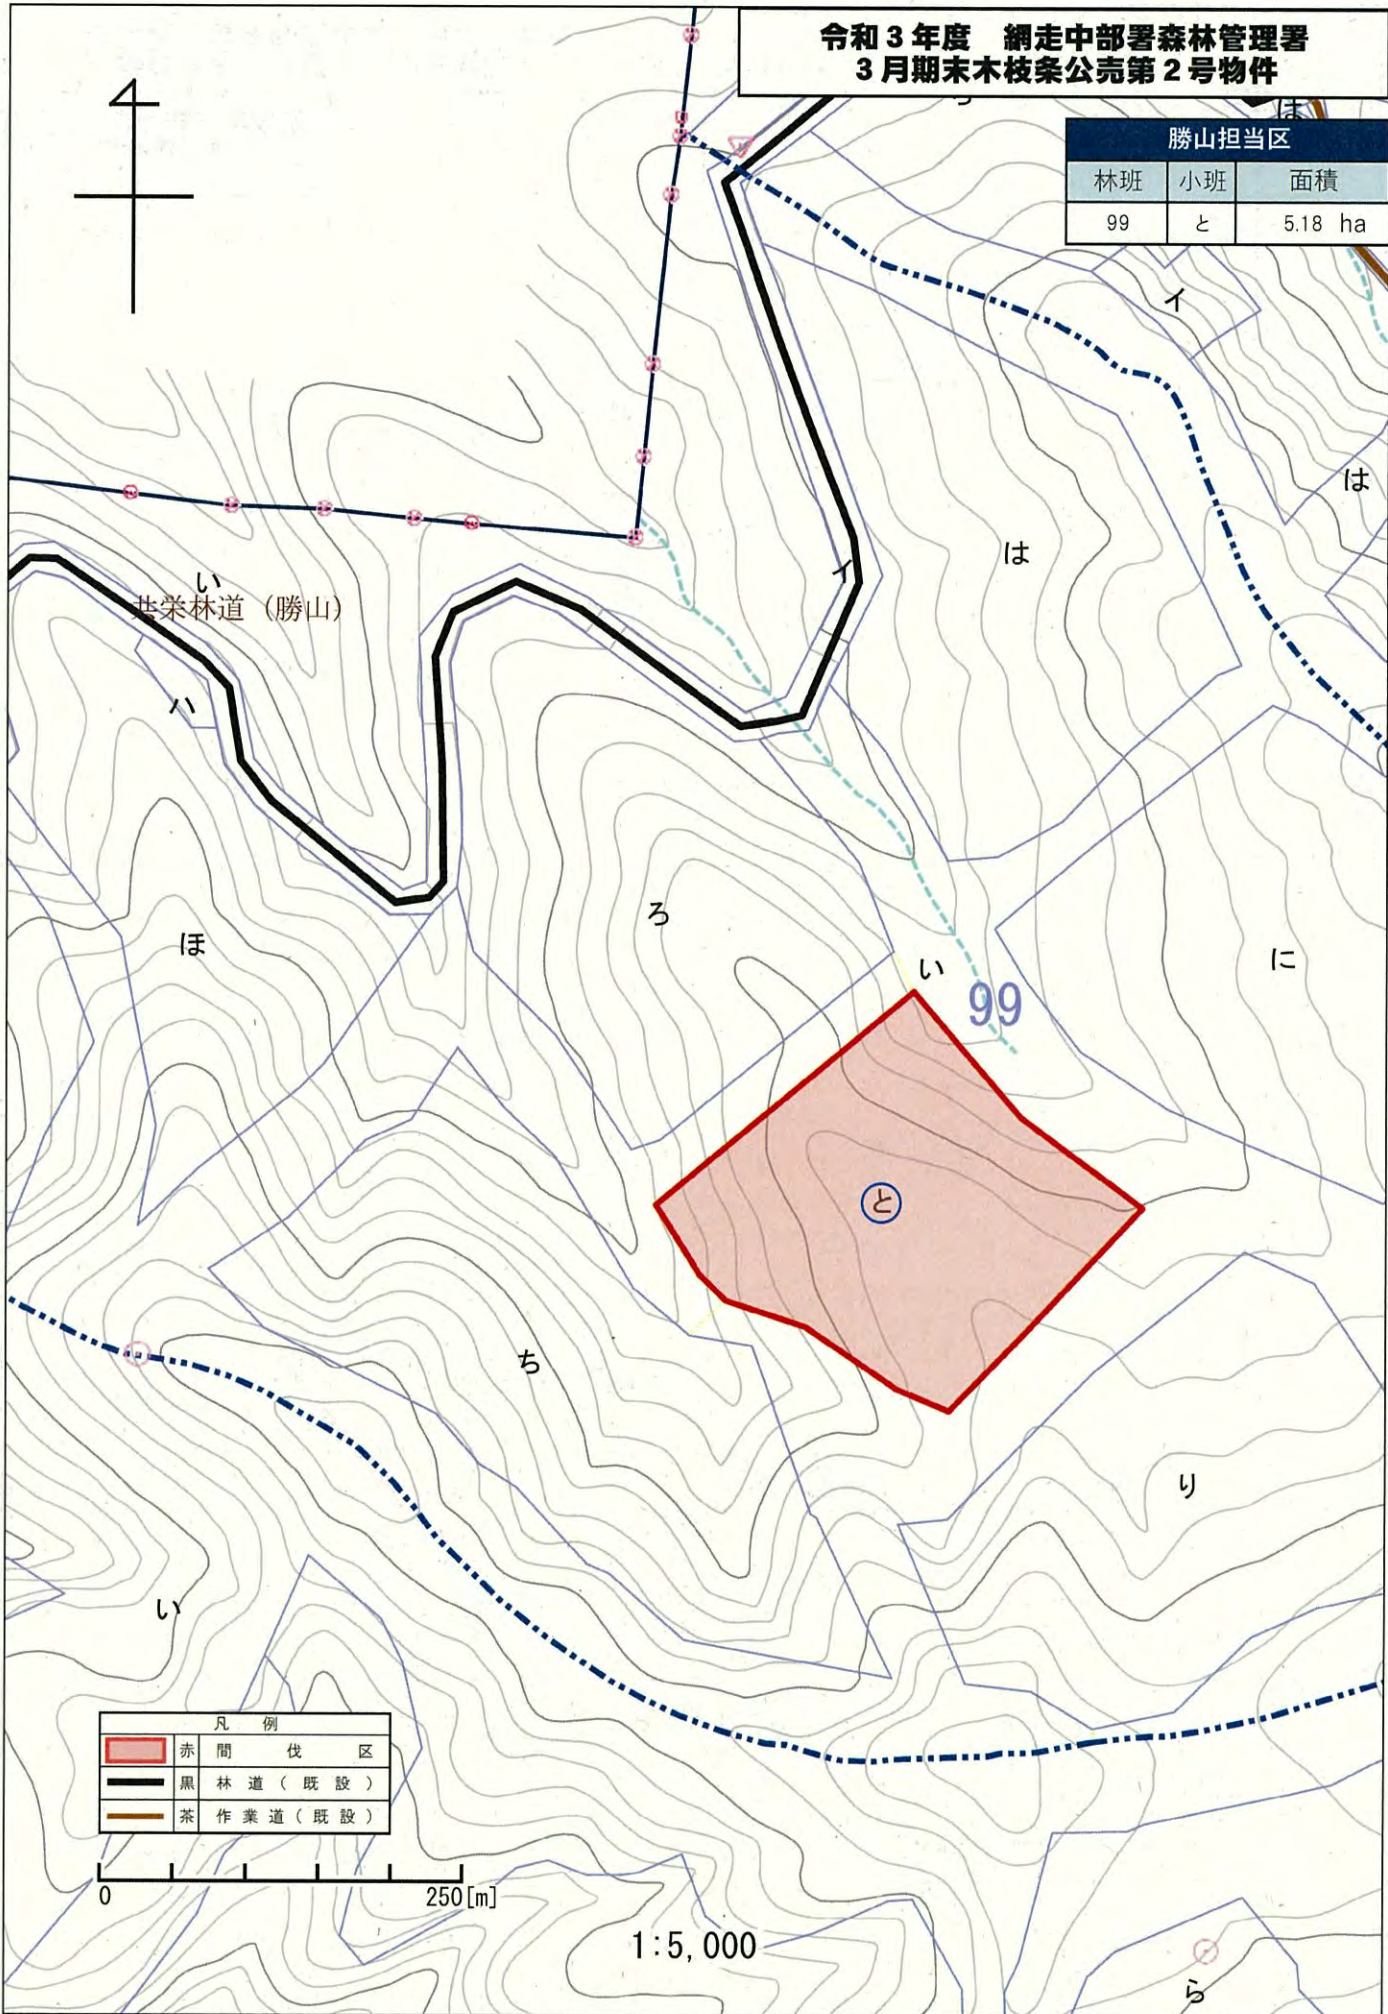 令和3年度　網走中部署森林管理署
3月期末木枝条公売第2号物件
勝山担当区
林班 小班 面積
99 と 5.18 ha
イ
は
は
イ
い
共栄林道（勝山）
ハ
ろ
ほ
い
に
99
と
ち
り
い
凡　例
赤 間伐区
黒 林道（既設）
茶 作業道（既設）
0 250[m]
1:5,000
ら